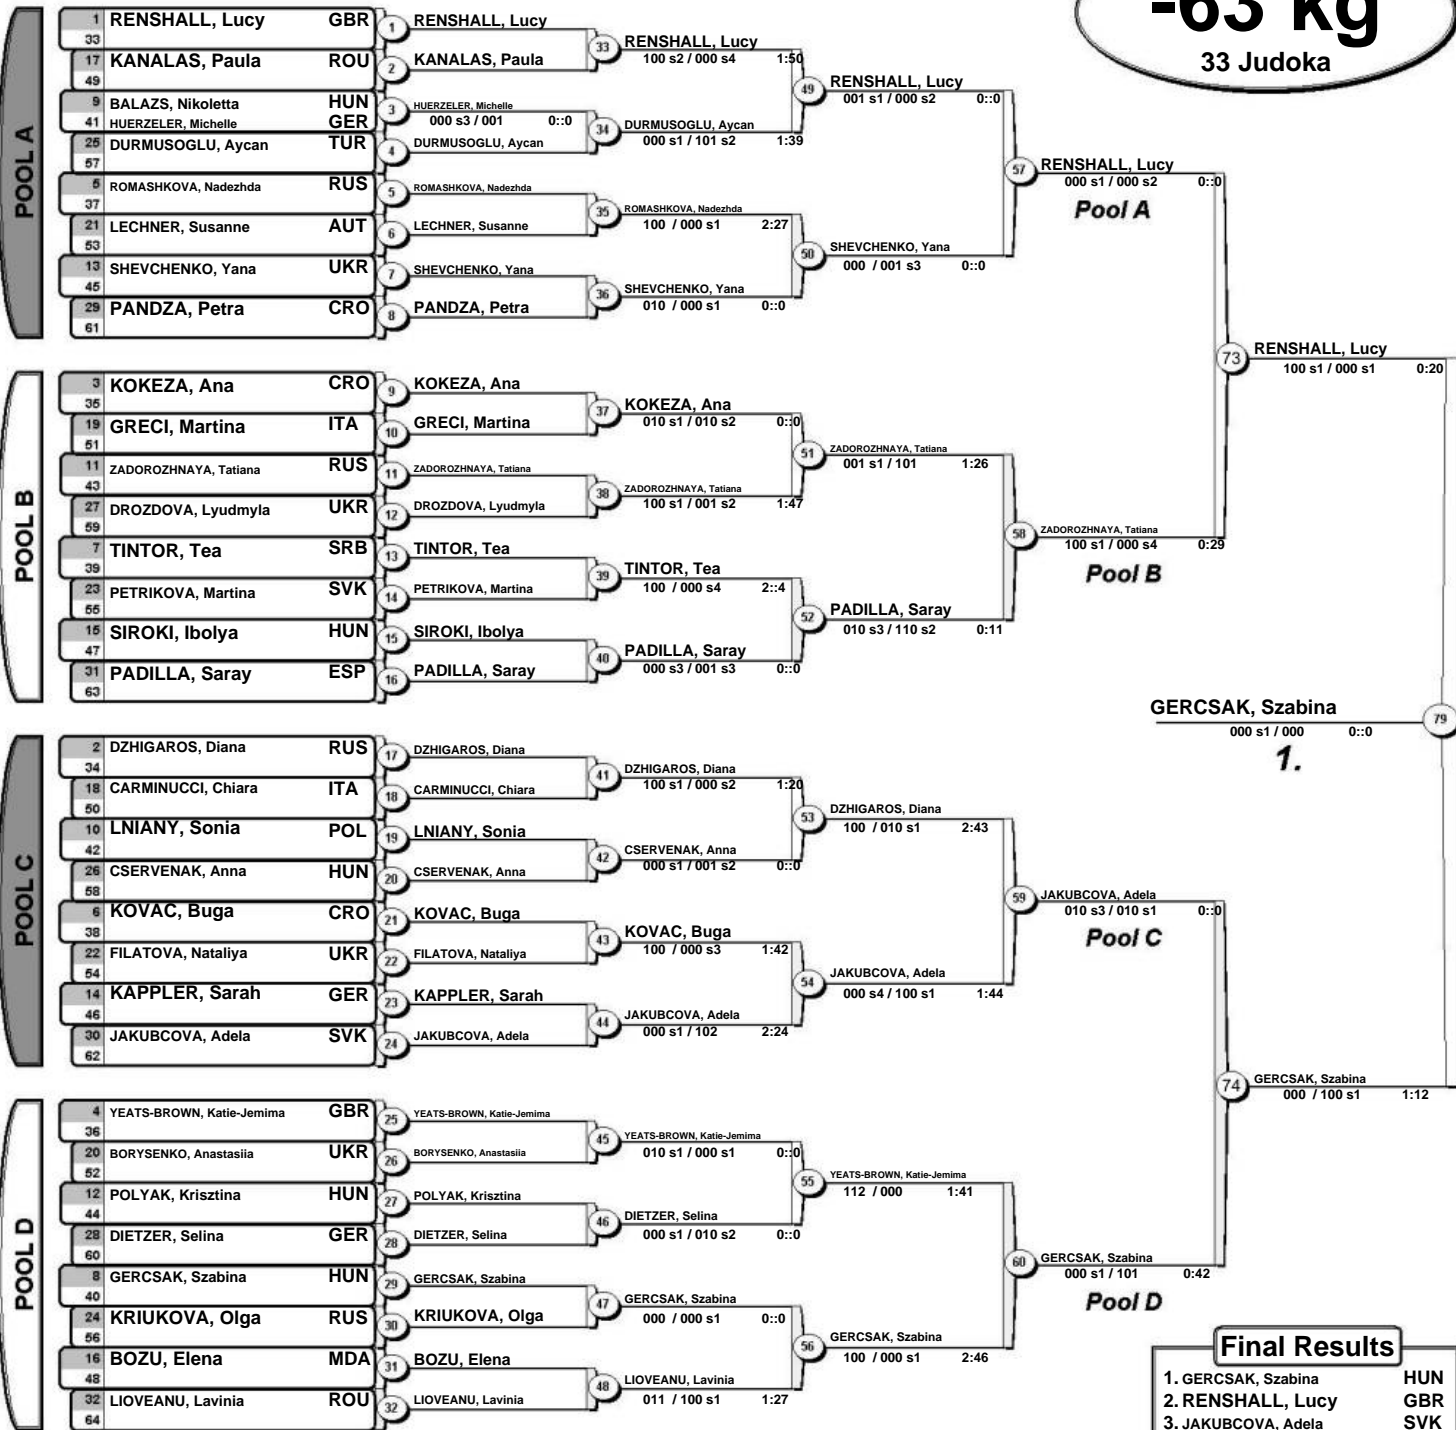 -63 kg
33 Judoka
POOL A
1 RENSHALL, Lucy GBR
33
17 KANALAS, Paula ROU
49
9 BALAZS, Nikoletta HUN
41 HUERZELER, Michelle GER
25 DURMUSOGLU, Aycan TUR
57
5 ROMASHKOVA, Nadezhda RUS
37
21 LECHNER, Susanne AUT
53
13 SHEVCHENKO, Yana UKR
45
29 PANDZA, Petra CRO
61
1 RENSHALL, Lucy
2 KANALAS, Paula
3 HUERZELER, Michelle
000 s3 / 001 0::0
4 DURMUSOGLU, Aycan
5 ROMASHKOVA, Nadezhda
6 LECHNER, Susanne
7 SHEVCHENKO, Yana
8 PANDZA, Petra
33 RENSHALL, Lucy
100 s2 / 000 s4 1:50
34 DURMUSOGLU, Aycan
000 s1 / 101 s2 1:39
35 ROMASHKOVA, Nadezhda
100 / 000 s1 2:27
36 SHEVCHENKO, Yana
010 / 000 s1 0::0
49 RENSHALL, Lucy
001 s1 / 000 s2 0::0
50 SHEVCHENKO, Yana
000 / 001 s3 0::0
57 RENSHALL, Lucy
000 s1 / 000 s2 0::0
Pool A
POOL B
3 KOKEZA, Ana CRO
35
19 GRECI, Martina ITA
51
11 ZADOROZHNAYA, Tatiana RUS
43
27 DROZDOVA, Lyudmyla UKR
59
7 TINTOR, Tea SRB
39
23 PETRIKOVA, Martina SVK
55
15 SIROKI, Ibolya HUN
47
31 PADILLA, Saray ESP
63
9 KOKEZA, Ana
10 GRECI, Martina
11 ZADOROZHNAYA, Tatiana
12 DROZDOVA, Lyudmyla
13 TINTOR, Tea
14 PETRIKOVA, Martina
15 SIROKI, Ibolya
16 PADILLA, Saray
37 KOKEZA, Ana
010 s1 / 010 s2 0::0
38 ZADOROZHNAYA, Tatiana
100 s1 / 001 s2 1:47
39 TINTOR, Tea
100 / 000 s4 2::4
40 PADILLA, Saray
000 s3 / 001 s3 0::0
51 ZADOROZHNAYA, Tatiana
001 s1 / 101 1:26
52 PADILLA, Saray
010 s3 / 110 s2 0:11
58 ZADOROZHNAYA, Tatiana
100 s1 / 000 s4 0:29
Pool B
73 RENSHALL, Lucy
100 s1 / 000 s1 0:20
GERCSAK, Szabina 79
000 s1 / 000 0::0
1.
POOL C
2 DZHIGAROS, Diana RUS
34
18 CARMINUCCI, Chiara ITA
50
10 LNIANY, Sonia POL
42
26 CSERVENAK, Anna HUN
58
6 KOVAC, Buga CRO
38
22 FILATOVA, Nataliya UKR
54
14 KAPPLER, Sarah GER
46
30 JAKUBCOVA, Adela SVK
62
17 DZHIGAROS, Diana
18 CARMINUCCI, Chiara
19 LNIANY, Sonia
20 CSERVENAK, Anna
21 KOVAC, Buga
22 FILATOVA, Nataliya
23 KAPPLER, Sarah
24 JAKUBCOVA, Adela
41 DZHIGAROS, Diana
100 s1 / 000 s2 1:20
42 CSERVENAK, Anna
000 s1 / 001 s2 0::0
43 KOVAC, Buga
100 / 000 s3 1:42
44 JAKUBCOVA, Adela
000 s1 / 102 2:24
53 DZHIGAROS, Diana
100 / 010 s1 2:43
54 JAKUBCOVA, Adela
000 s4 / 100 s1 1:44
59 JAKUBCOVA, Adela
010 s3 / 010 s1 0::0
Pool C
POOL D
4 YEATS-BROWN, Katie-Jemima GBR
36
20 BORYSENKO, Anastasiia UKR
52
12 POLYAK, Krisztina HUN
44
28 DIETZER, Selina GER
60
8 GERCSAK, Szabina HUN
40
24 KRIUKOVA, Olga RUS
56
16 BOZU, Elena MDA
48
32 LIOVEANU, Lavinia ROU
64
25 YEATS-BROWN, Katie-Jemima
26 BORYSENKO, Anastasiia
27 POLYAK, Krisztina
28 DIETZER, Selina
29 GERCSAK, Szabina
30 KRIUKOVA, Olga
31 BOZU, Elena
32 LIOVEANU, Lavinia
45 YEATS-BROWN, Katie-Jemima
010 s1 / 000 s1 0::0
46 DIETZER, Selina
000 s1 / 010 s2 0::0
47 GERCSAK, Szabina
000 / 000 s1 0::0
48 LIOVEANU, Lavinia
011 / 100 s1 1:27
55 YEATS-BROWN, Katie-Jemima
112 / 000 1:41
56 GERCSAK, Szabina
100 / 000 s1 2:46
60 GERCSAK, Szabina
000 s1 / 101 0:42
Pool D
74 GERCSAK, Szabina
000 / 100 s1 1:12
Final Results
1. GERCSAK, Szabina HUN
2. RENSHALL, Lucy GBR
3. JAKUBCOVA, Adela SVK